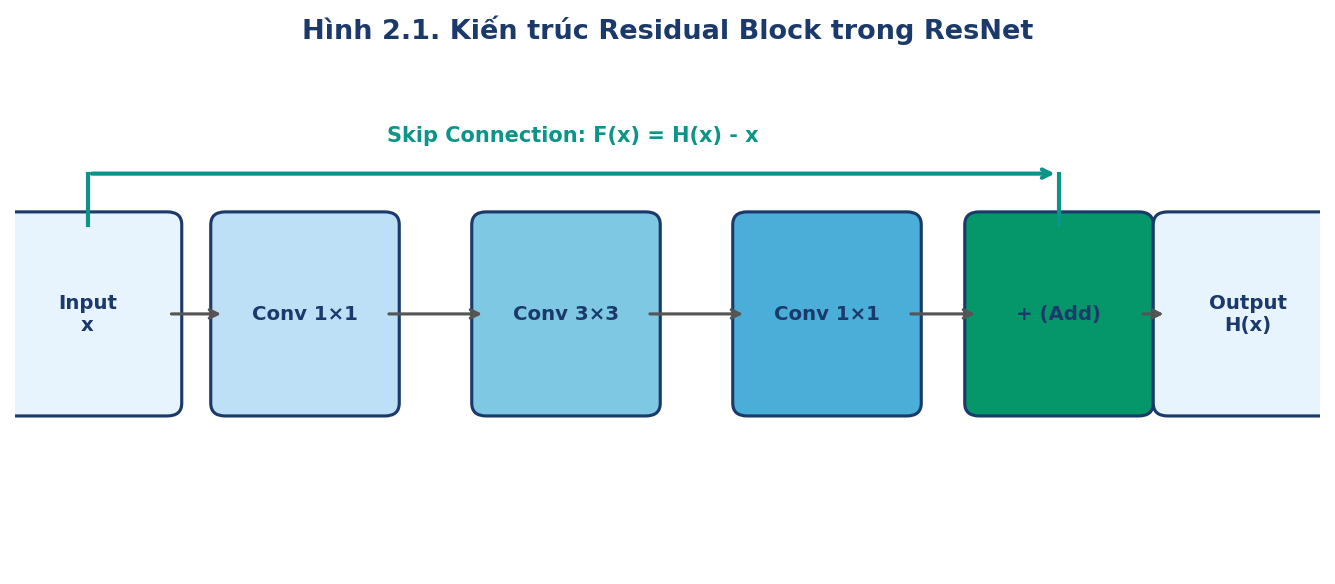 Hình 2.1. Kiến trúc Residual Block trong ResNet
Skip Connection: F(x) = H(x) - x
Input
x
Conv 1×1
Conv 3×3
Conv 1×1
+ (Add)
Output
H(x)